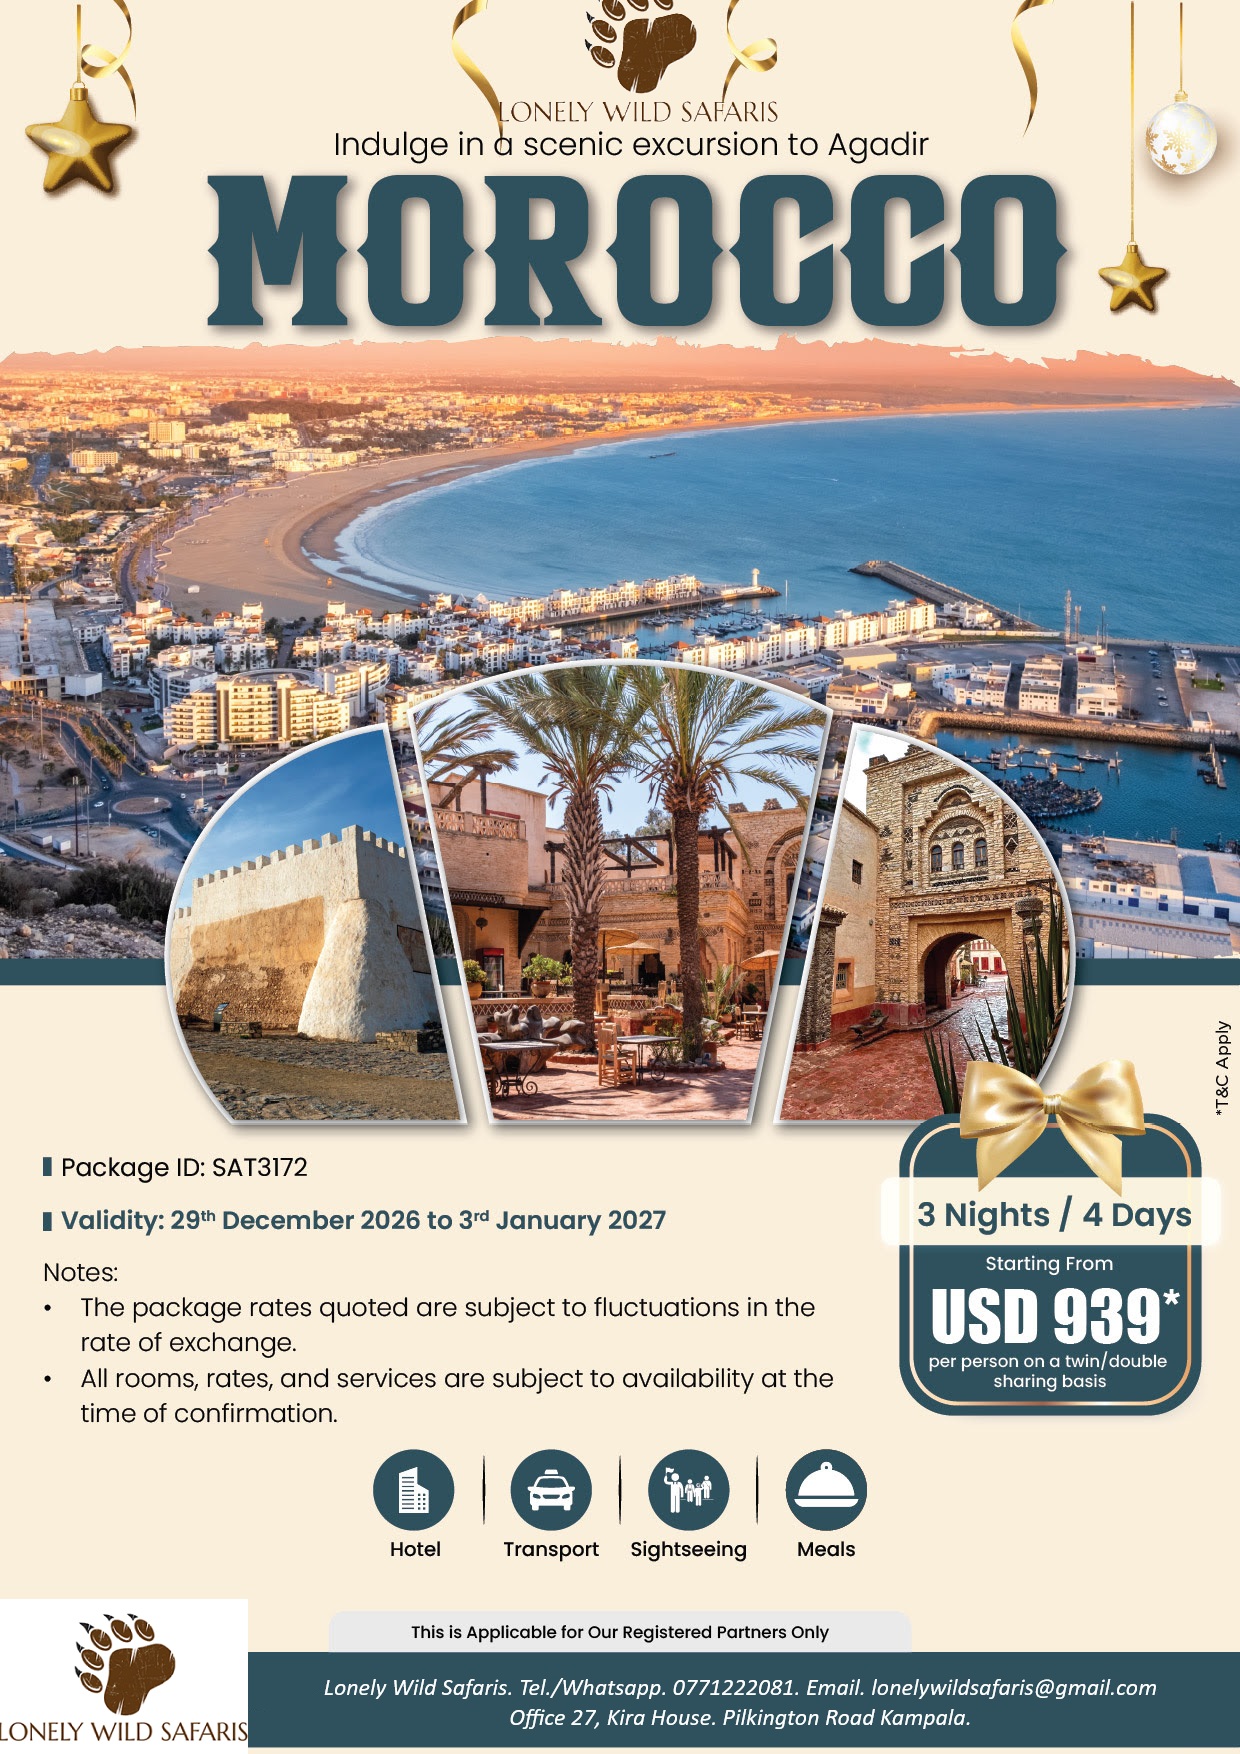 LONELY WILD SAFARIS
Indulge in a scenic excursion to Agadir
MOROCCO
*T&C Apply
Package ID: SAT3172
Validity: 29th December 2026 to 3rd January 2027
Notes:
• The package rates quoted are subject to fluctuations in the
rate of exchange.
• All rooms, rates, and services are subject to availability at the
time of confirmation.
3 Nights / 4 Days
Starting From
USD 939*
per person on a twin/double
sharing basis
Hotel
Transport
Sightseeing
Meals
This is Applicable for Our Registered Partners Only
LONELY WILD SAFARIS
Lonely Wild Safaris. Tel./Whatsapp. 0771222081. Email. lonelywildsafaris@gmail.com
Office 27, Kira House. Pilkington Road Kampala.